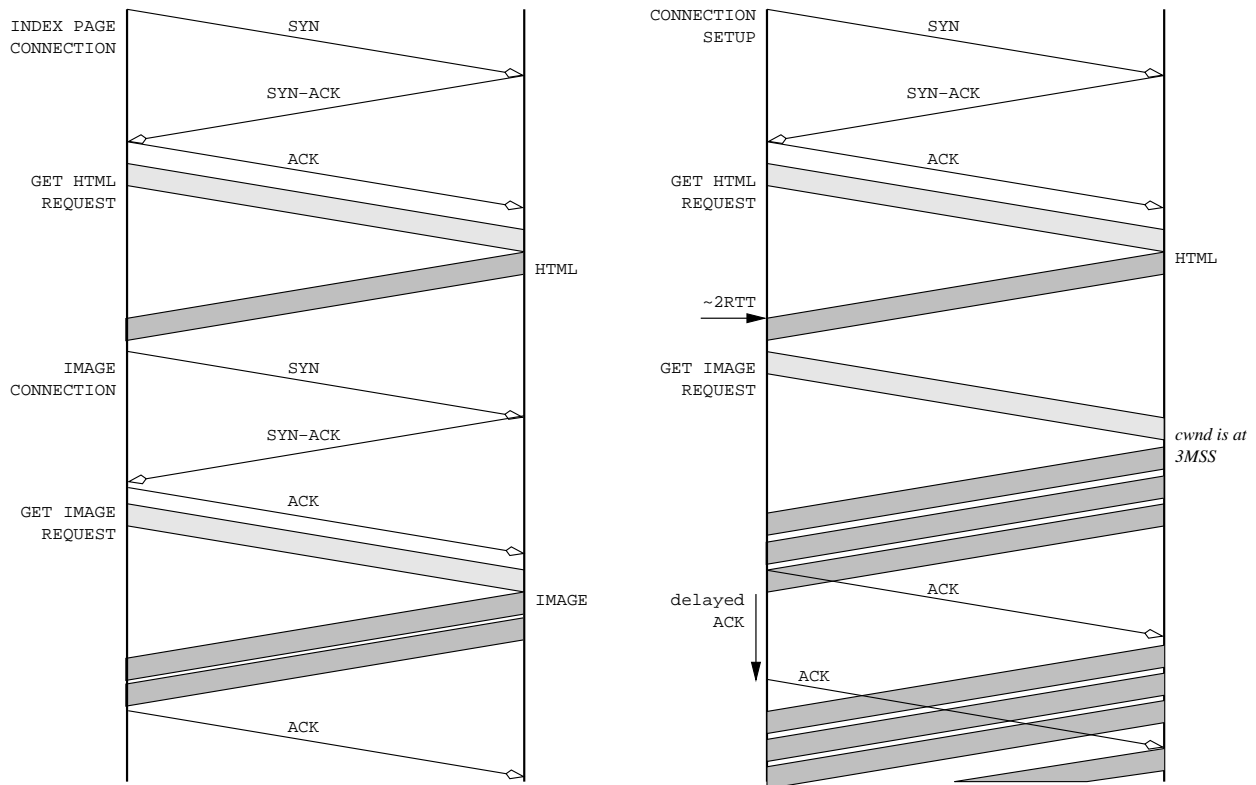 INDEX PAGE
CONNECTION
SYN
SYN-ACK
ACK
GET HTML
REQUEST
HTML
IMAGE
CONNECTION
SYN
SYN-ACK
ACK
GET IMAGE
REQUEST
IMAGE
ACK
CONNECTION
SETUP
SYN
SYN-ACK
ACK
GET HTML
REQUEST
HTML
~2RTT
GET IMAGE
REQUEST
cwnd is at
3MSS
ACK
delayed
ACK
ACK